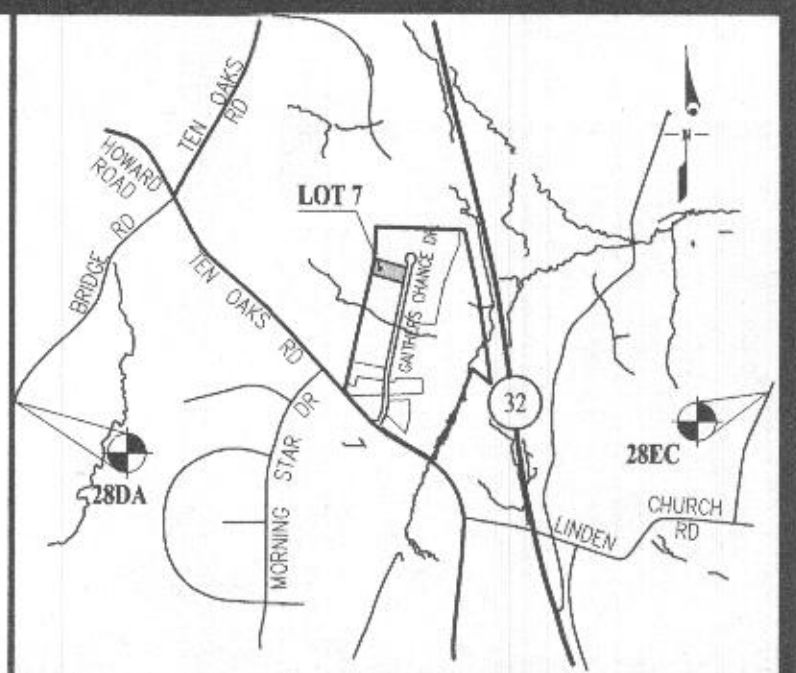 TEN OAKS
RD
HOWARD
ROAD
LOT 7
BRIDGE RD
TEN OAKS RD
GAITHERS CHANCE DR
N
32
28DA
28EC
MORNING STAR DR
LINDEN
CHURCH
RD
1